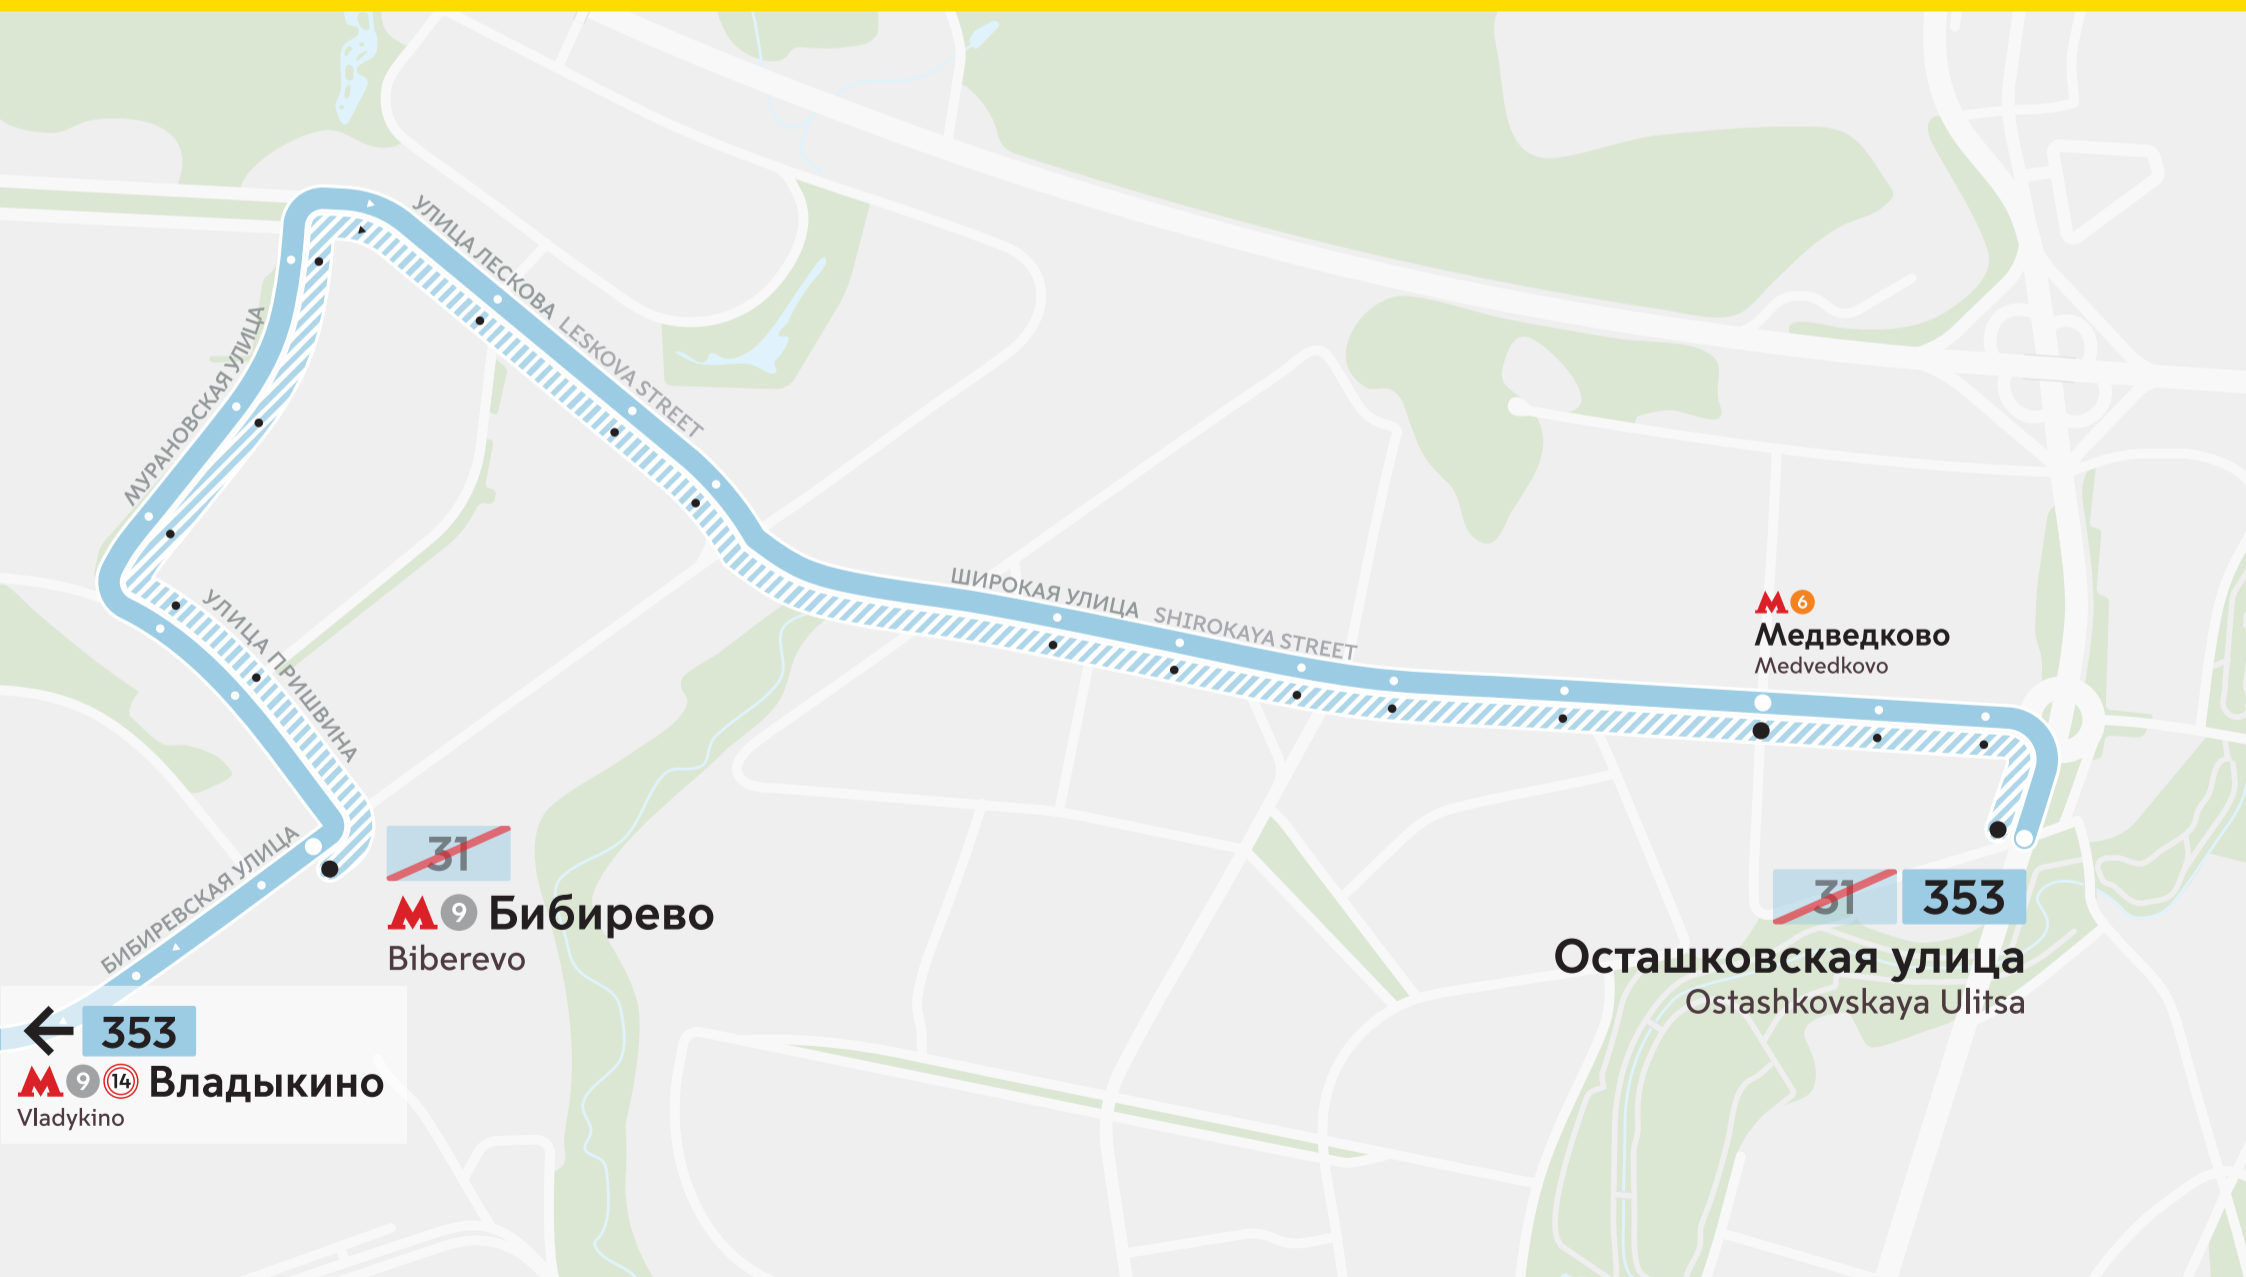 УЛИЦА ЛЕСКОВА LESKOVA STREET
МУРАНОВСКАЯ УЛИЦА
УЛИЦА ПРИШВИНА
ШИРОКАЯ УЛИЦА SHIROKAYA STREET
М 6
Медведково
Medvedkovo
БИБИРЕВСКАЯ УЛИЦА
31
М 9 Бибирево
Biberevo
31 353
Осташковская улица
Ostashkovskaya Ulitsa
← 353
М 9 14 Владыкино
Vladykino